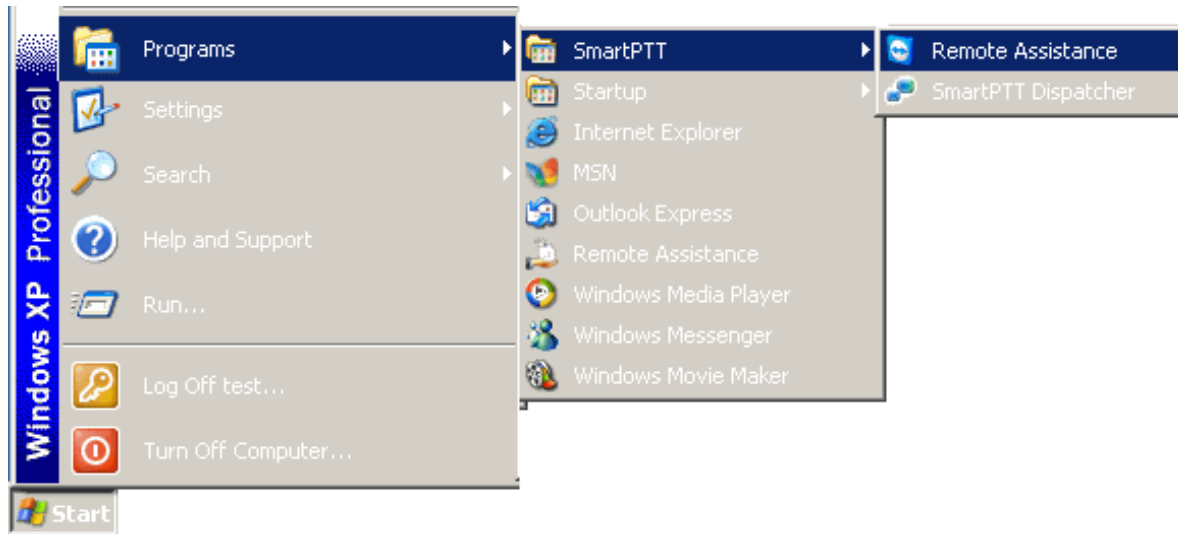 Programs
Settings
Search
Help and Support
Run...
Log Off test...
Turn Off Computer...
Windows XP Professional
Start
SmartPTT
Startup
Internet Explorer
MSN
Outlook Express
Remote Assistance
Windows Media Player
Windows Messenger
Windows Movie Maker
Remote Assistance
SmartPTT Dispatcher